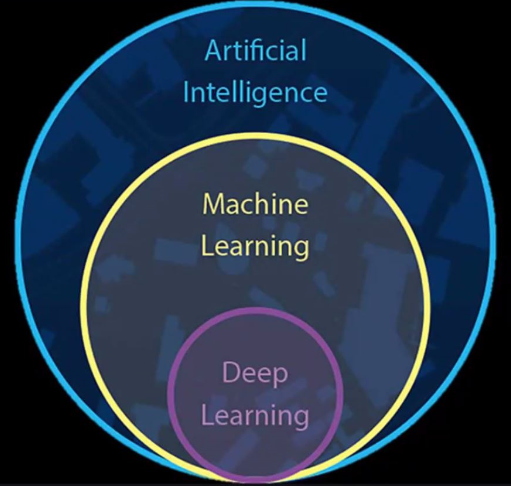 Artificial
Intelligence
Machine
Learning
Deep
Learning